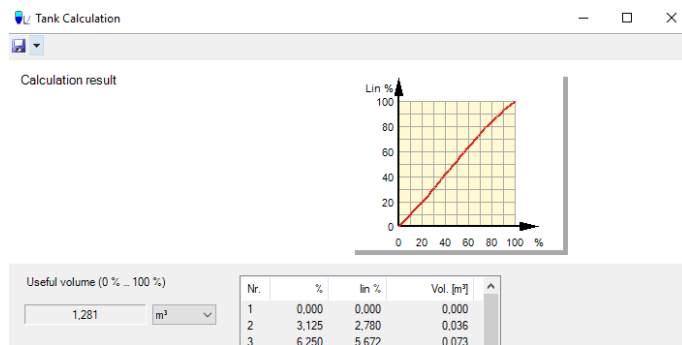 Tank Calculation
Calculation result
Lin %
100
80
60
40
20
0
0 20 40 60 80 100 %
Useful volume (0 % ... 100 %)
1,281 m³
Nr. % lin % Vol. [m³]
1 0,000 0,000 0,000
2 3,125 2,780 0,036
3 6,250 5,672 0,073